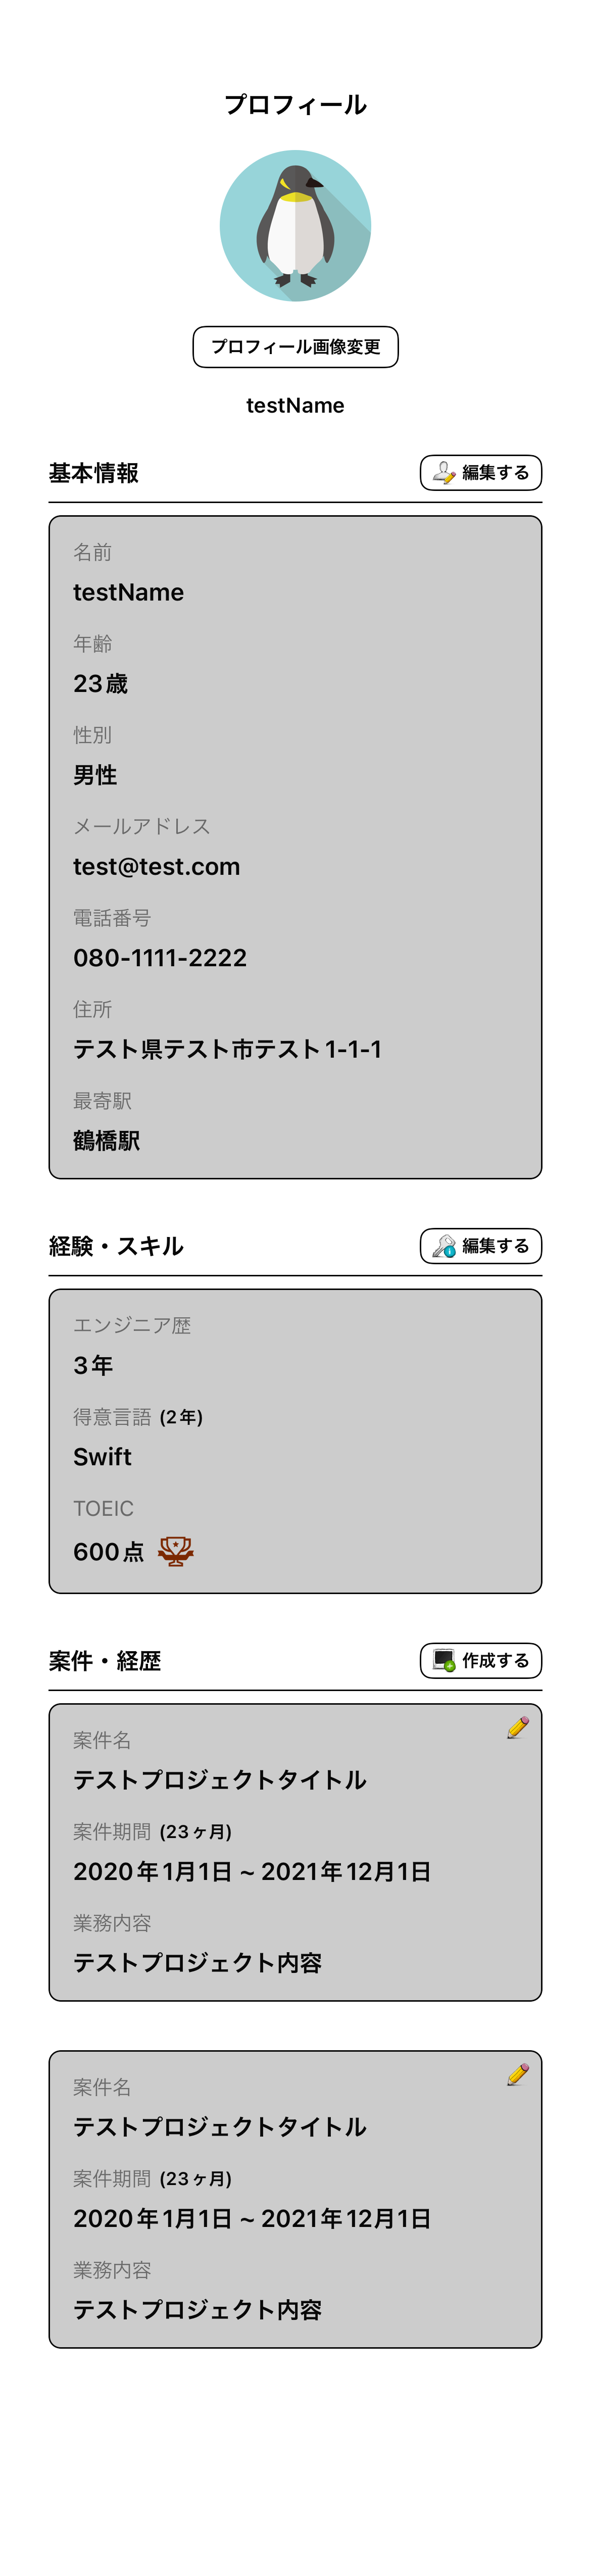 プロフィール
プロフィール画像変更
testName
基本情報
編集する
名前
testName
年齢
23歳
性別
男性
メールアドレス
test@test.com
電話番号
080-1111-2222
住所
テスト県テスト市テスト1-1-1
最寄駅
鶴橋駅
経験・スキル
編集する
エンジニア歴
3年
得意言語 (2年)
Swift
TOEIC
600点
案件・経歴
作成する
案件名
テストプロジェクトタイトル
案件期間 (23ヶ月)
2020年1月1日 ~ 2021年12月1日
業務内容
テストプロジェクト内容
案件名
テストプロジェクトタイトル
案件期間 (23ヶ月)
2020年1月1日 ~ 2021年12月1日
業務内容
テストプロジェクト内容